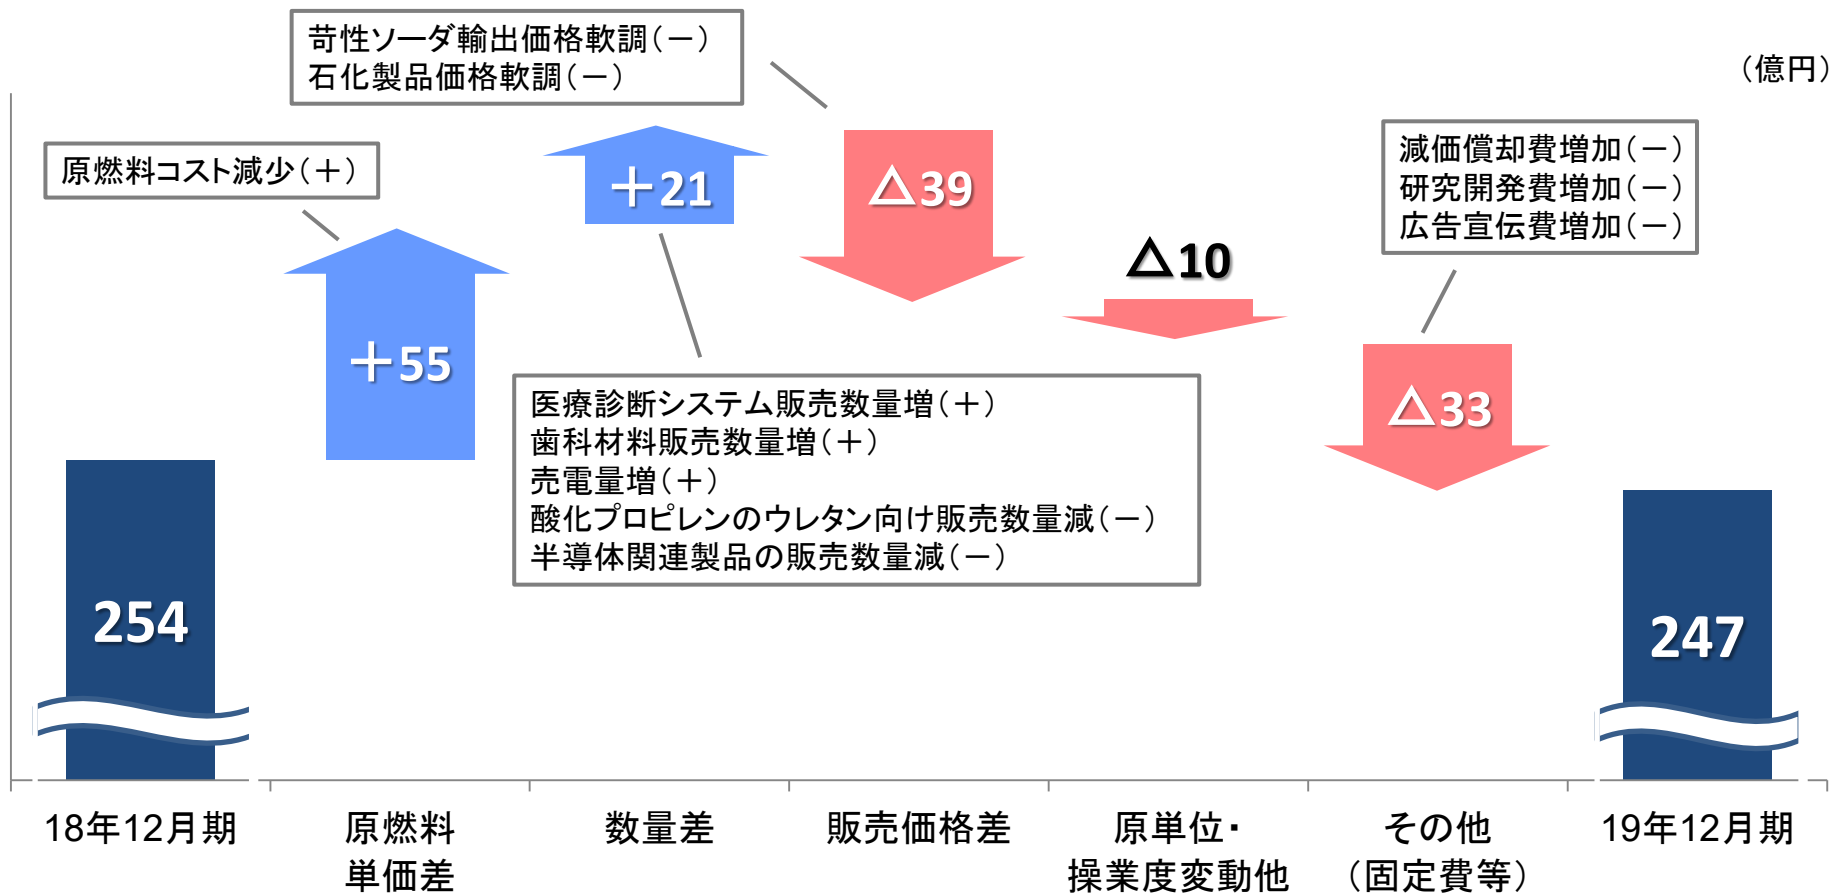 苛性ソーダ輸出価格軟調(－)
石化製品価格軟調(－)
(億円)
原燃料コスト減少(＋)
減価償却費増加(－)
研究開発費増加(－)
広告宣伝費増加(－)
＋21
△39
△10
＋55
△33
医療診断システム販売数量増(＋)
歯科材料販売数量増(＋)
売電量増(＋)
酸化プロピレンのウレタン向け販売数量減(－)
半導体関連製品の販売数量減(－)
254
247
18年12月期
原燃料
単価差
数量差
販売価格差
原単位・
操業度変動他
その他
(固定費等)
19年12月期